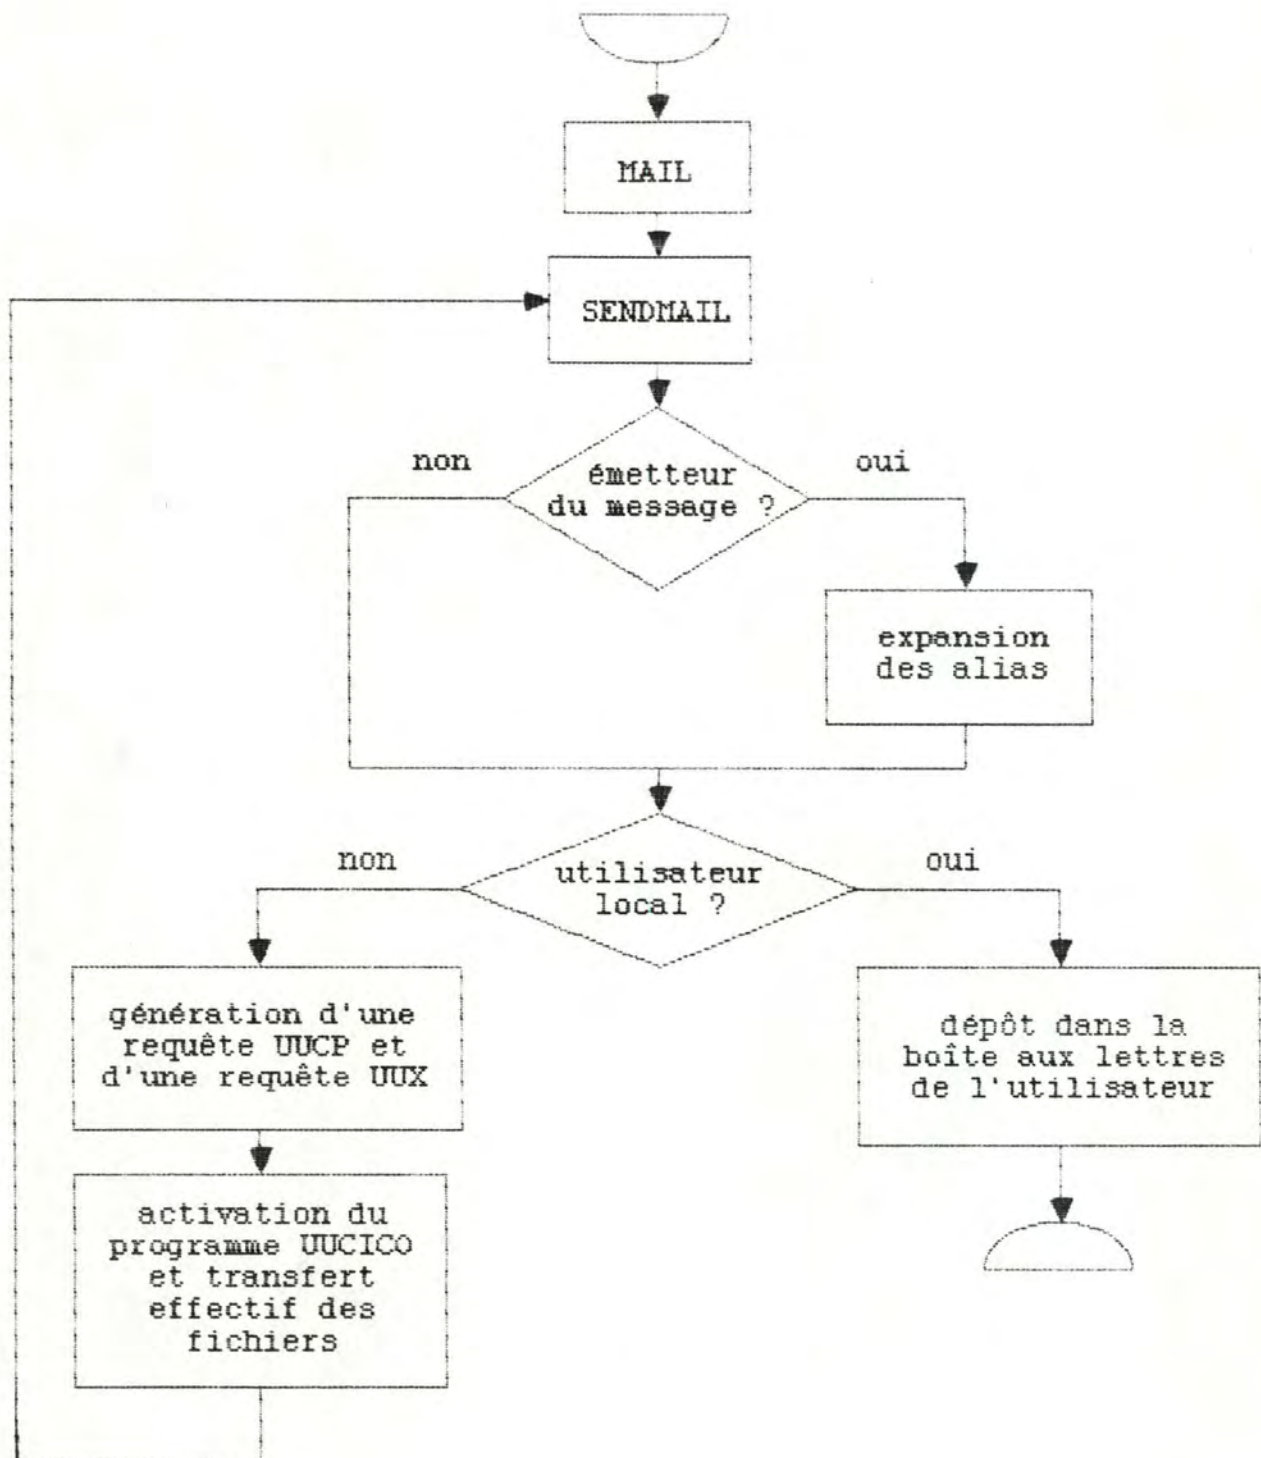 MAIL
SENDMAIL
non
émetteur
du message ?
oui
expansion
des alias
non
utilisateur
local ?
oui
génération d'une
requête UUCP et
d'une requête UUX
dépôt dans la
boîte aux lettres
de l'utilisateur
activation du
programme UUCICO
et transfert
effectif des
fichiers